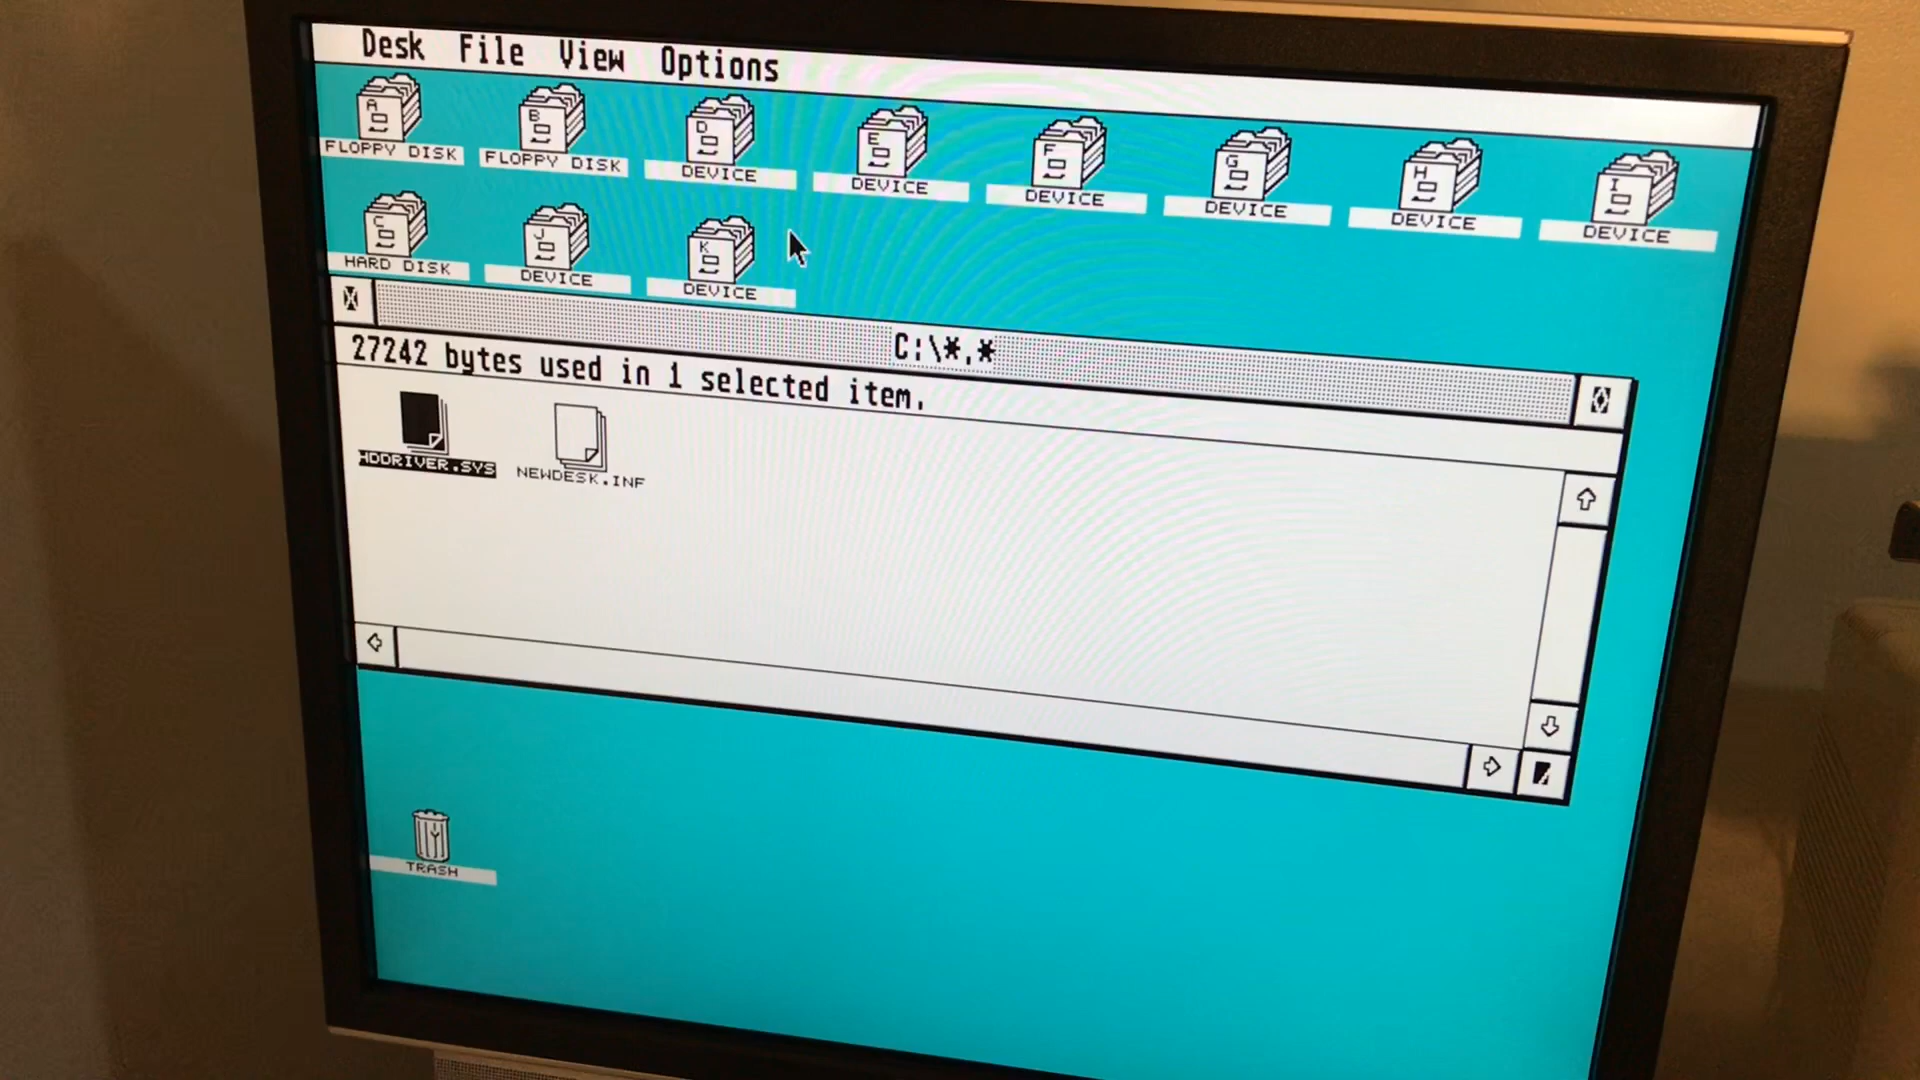 Desk File View Options
A B D E F G H I
FLOPPY DISK FLOPPY DISK DEVICE DEVICE DEVICE DEVICE DEVICE DEVICE
C J K
HARD DISK DEVICE DEVICE
C:\*.*
27242 bytes used in 1 selected item.
HDDRIVER.SYS NEWDESK.INF
TRASH